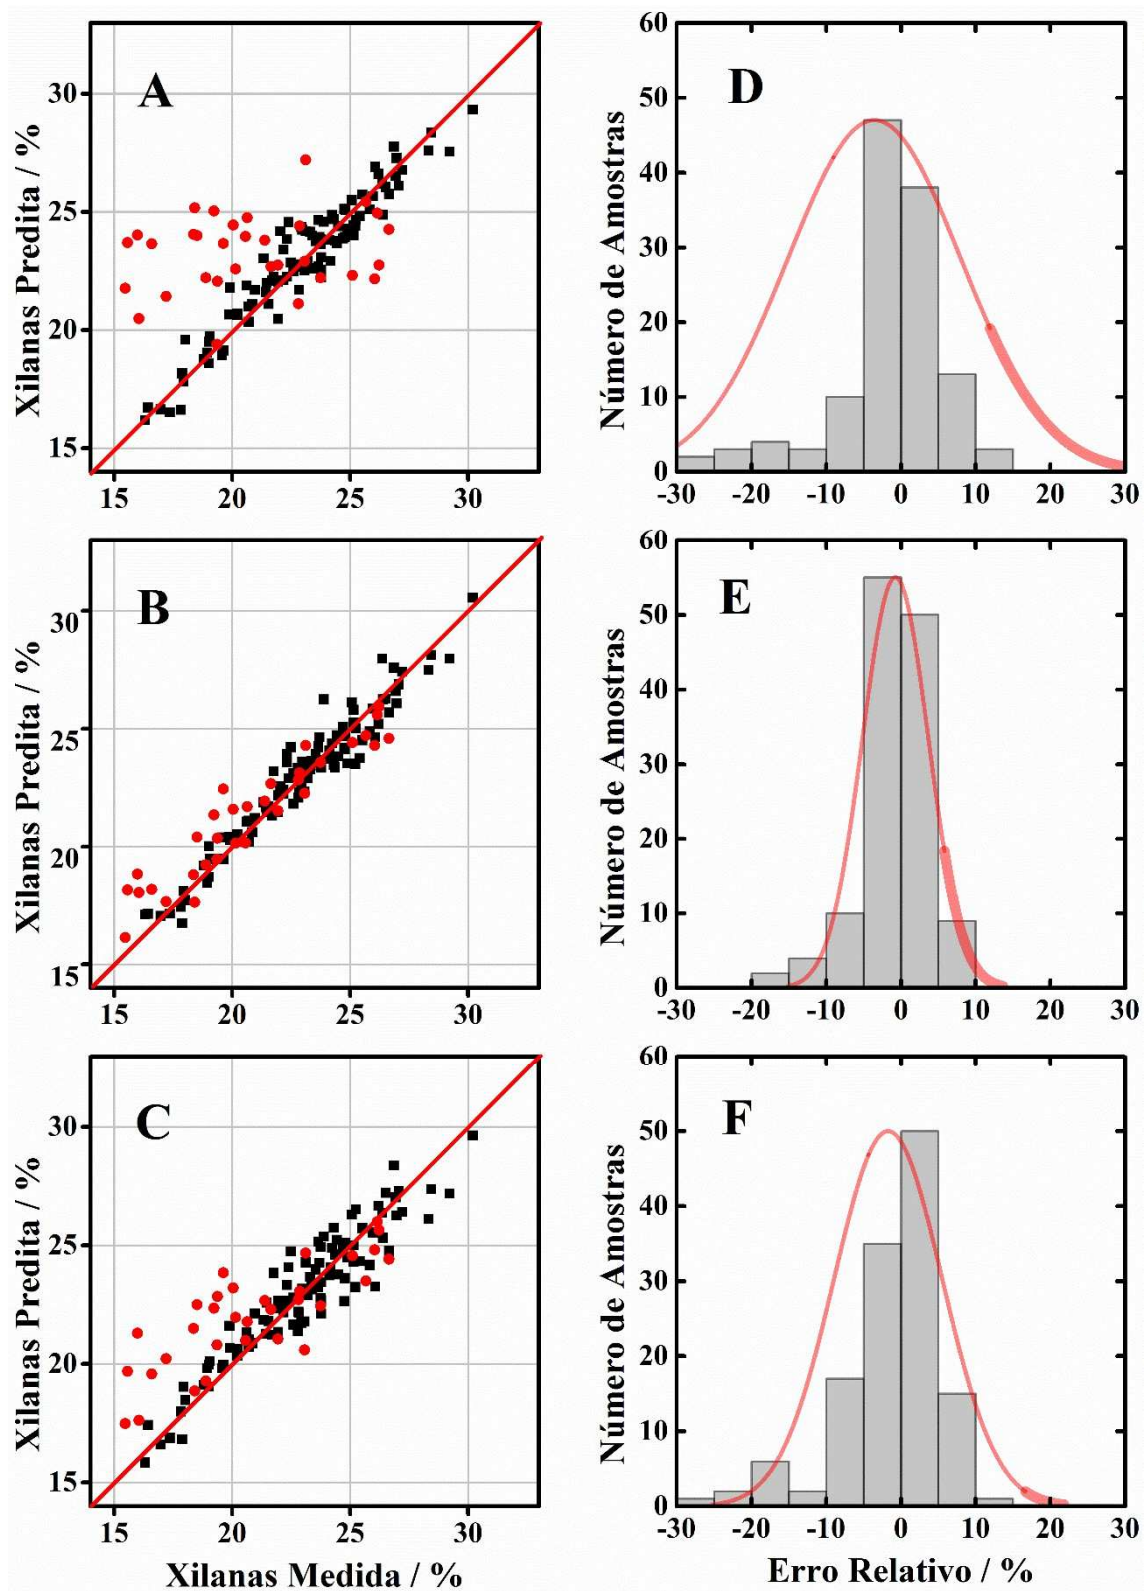 A
Xilanas Predita / %
30
25
20
15
15 20 25 30
D
Número de Amostras
60
50
40
30
20
10
0
-30 -20 -10 0 10 20 30
B
Xilanas Predita / %
30
25
20
15
15 20 25 30
E
Número de Amostras
60
50
40
30
20
10
0
-30 -20 -10 0 10 20 30
C
Xilanas Predita / %
30
25
20
15
15 20 25 30
Xilanas Medida / %
F
Número de Amostras
60
50
40
30
20
10
0
-30 -20 -10 0 10 20 30
Erro Relativo / %